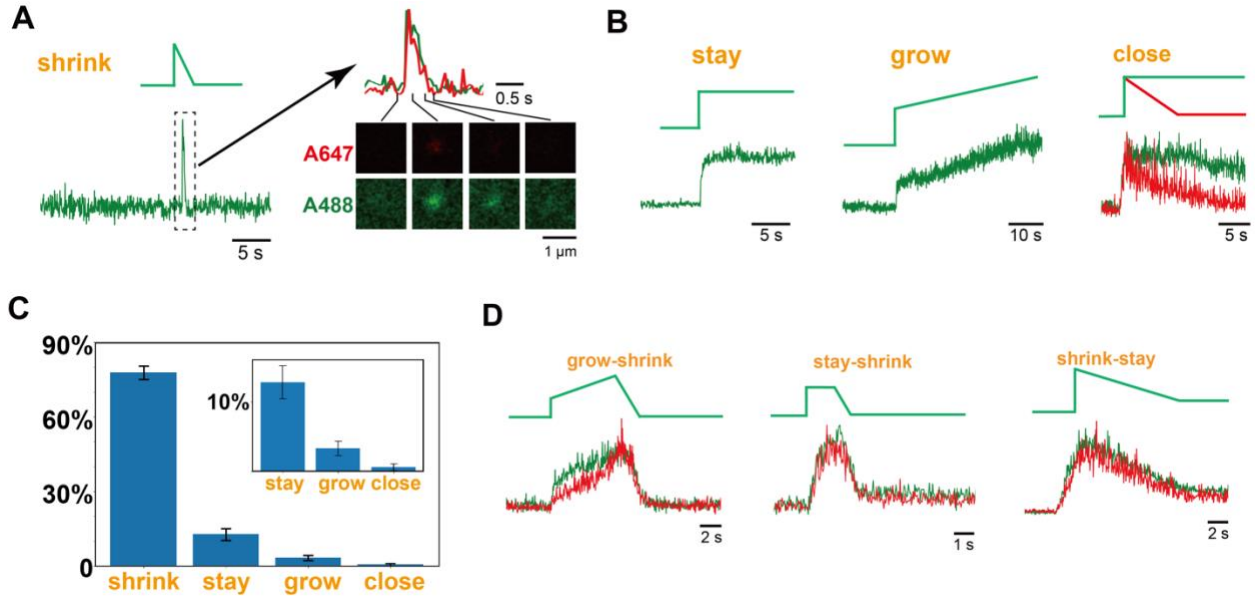 A
shrink
5 s
0.5 s
A647
A488
1 µm
B
stay
grow
close
5 s
10 s
5 s
C
90%
60%
30%
0
shrink
stay
grow
close
10%
stay
grow
close
D
grow-shrink
stay-shrink
shrink-stay
2 s
1 s
2 s